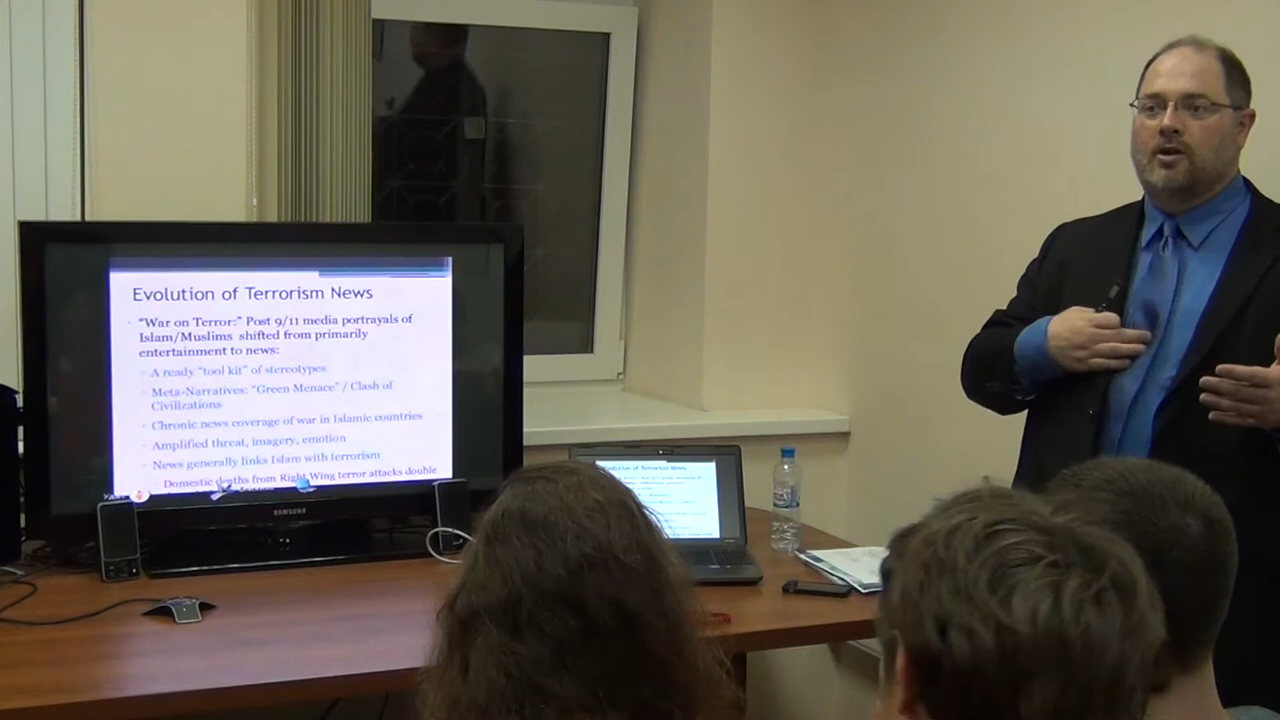 Evolution of Terrorism News
"War on Terror:" Post 9/11 media portrayals of
Islam/Muslims shifted from primarily
entertainment to news:
A ready "tool kit" of stereotypes
Meta-Narratives: "Green Menace" / Clash of
Civilizations
Chronic news coverage of war in Islamic countries
Amplified threat, imagery, emotion
News generally links Islam with terrorism
Domestic deaths from Right Wing terror attacks double
SAMSUNG
Evolution of Terrorism News